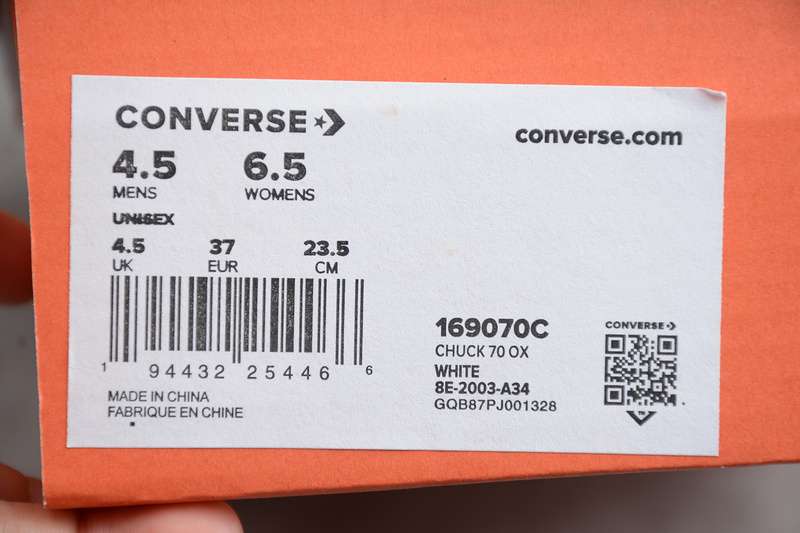 CONVERSE
converse.com
4.5 6.5
MENS WOMENS
UNISEX
4.5 37 23.5
UK EUR CM
1 94432 25446 6
MADE IN CHINA
FABRIQUE EN CHINE
169070C
CHUCK 70 OX
WHITE
8E-2003-A34
GQB87PJ001328
CONVERSE